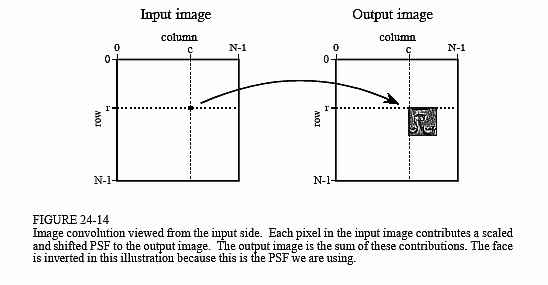 Input image
Output image
column
column
0
c
N-1
0
c
N-1
0
0
r
r
row
row
N-1
N-1
FIGURE 24-14
Image convolution viewed from the input side. Each pixel in the input image contributes a scaled
and shifted PSF to the output image. The output image is the sum of these contributions. The face
is inverted in this illustration because this is the PSF we are using.